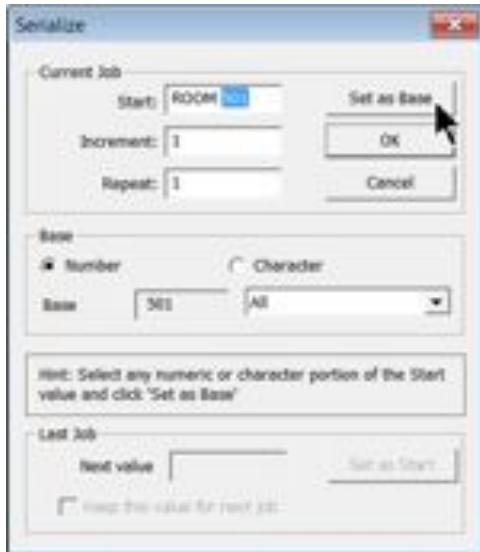 Serialize
Current Job
Start: ROOM 501
Set as Base
Increment: 1
OK
Repeat: 1
Cancel
Base
Number
Character
Base 501
All
Hint: Select any numeric or character portion of the Start
value and click 'Set as Base'
Last Job
Next value
Set as Start
Keep this value for next job